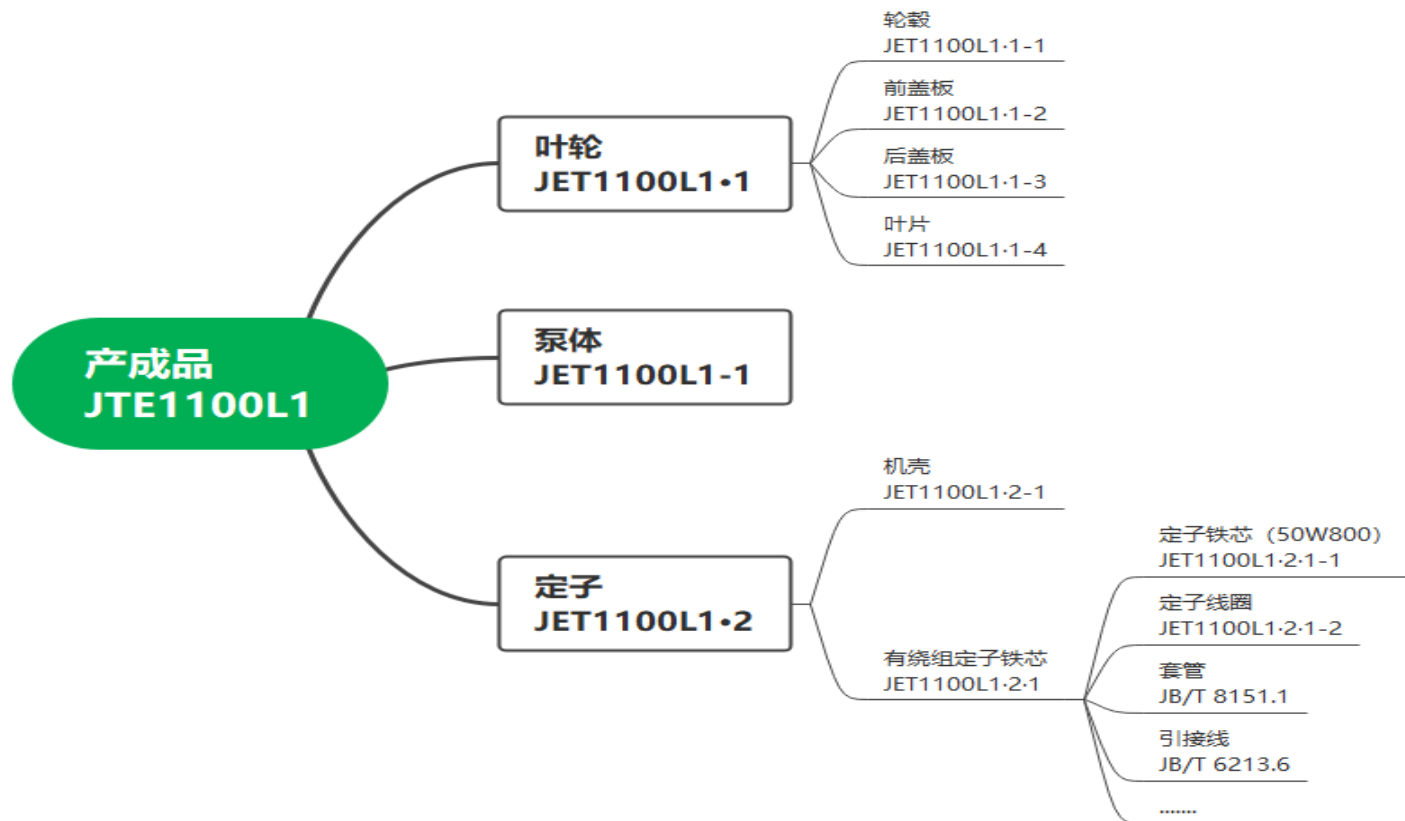 产成品
JTE1100L1
叶轮
JET1100L1•1
轮毂
JET1100L1·1-1
前盖板
JET1100L1·1-2
后盖板
JET1100L1·1-3
叶片
JET1100L1·1-4
泵体
JET1100L1-1
定子
JET1100L1•2
机壳
JET1100L1·2-1
有绕组定子铁芯
JET1100L1·2·1
定子铁芯（50W800）
JET1100L1·2·1-1
定子线圈
JET1100L1·2·1-2
套管
JB/T 8151.1
引接线
JB/T 6213.6
.......